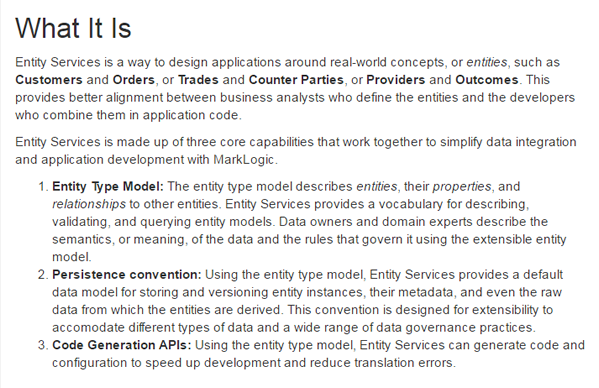 What It Is
Entity Services is a way to design applications around real-world concepts, or entities, such as
Customers and Orders, or Trades and Counter Parties, or Providers and Outcomes. This
provides better alignment between business analysts who define the entities and the developers
who combine them in application code.
Entity Services is made up of three core capabilities that work together to simplify data integration
and application development with MarkLogic.
1. Entity Type Model: The entity type model describes entities, their properties, and
relationships to other entities. Entity Services provides a vocabulary for describing,
validating, and querying entity models. Data owners and domain experts describe the
semantics, or meaning, of the data and the rules that govern it using the extensible entity
model.
2. Persistence convention: Using the entity type model, Entity Services provides a default
data model for storing and versioning entity instances, their metadata, and even the raw
data from which the entities are derived. This convention is designed for extensibility to
accomodate different types of data and a wide range of data governance practices.
3. Code Generation APIs: Using the entity type model, Entity Services can generate code and
configuration to speed up development and reduce translation errors.